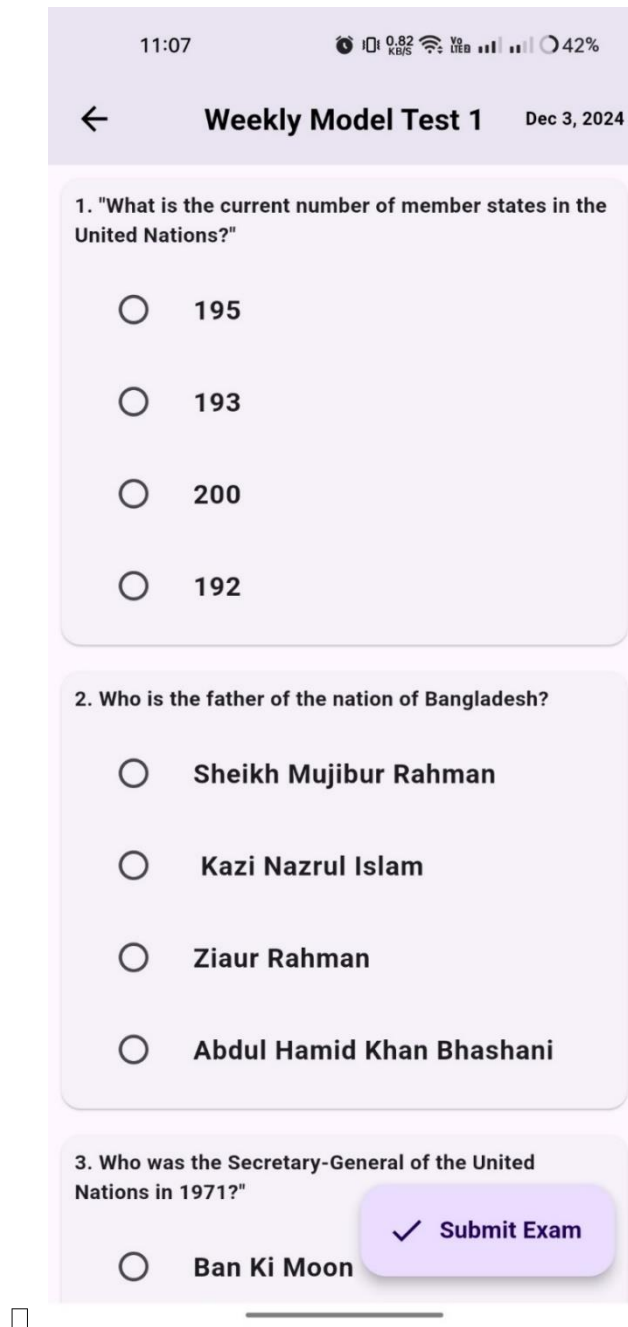 11:07 0.82 KB/S Vo LTE 42%
Weekly Model Test 1 Dec 3, 2024
1. "What is the current number of member states in the
United Nations?"
195
193
200
192
2. Who is the father of the nation of Bangladesh?
Sheikh Mujibur Rahman
Kazi Nazrul Islam
Ziaur Rahman
Abdul Hamid Khan Bhashani
3. Who was the Secretary-General of the United
Nations in 1971?"
Submit Exam
Ban Ki Moon